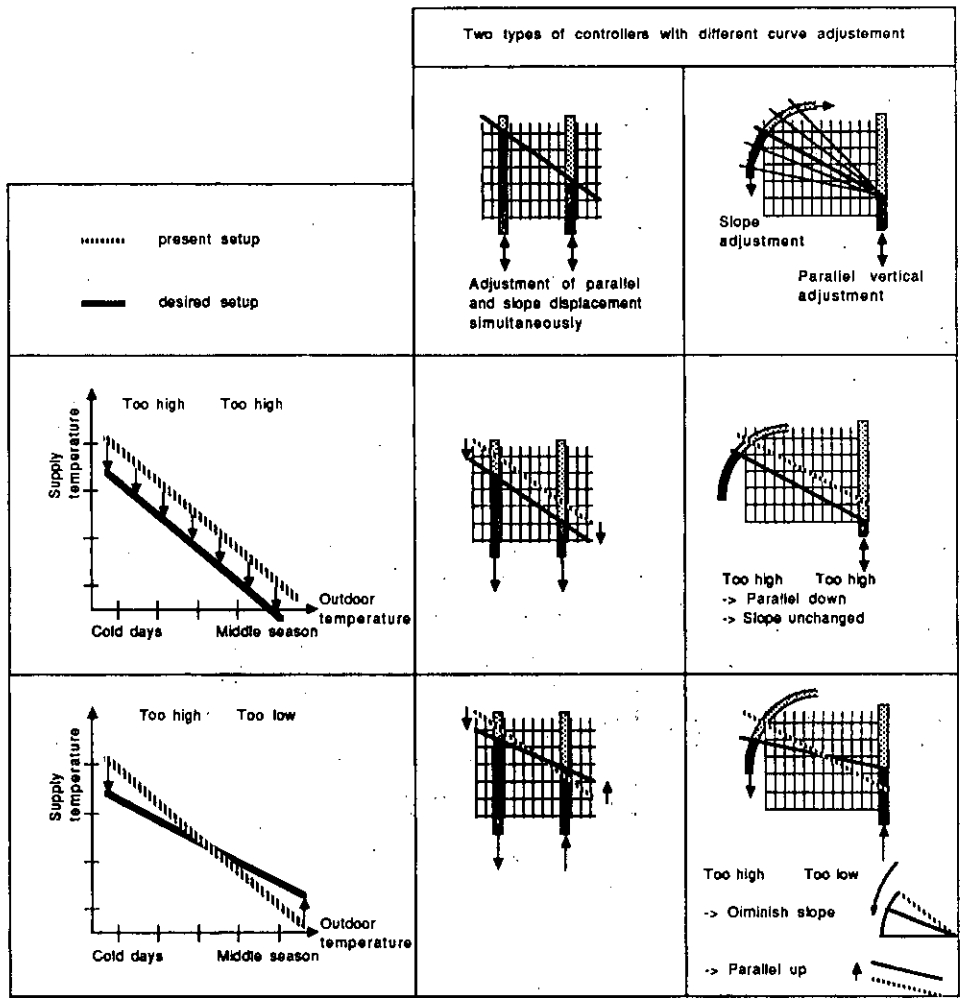 Two types of controllers with different curve adjustement
present setup
desired setup
Adjustment of parallel
and slope displacement
simultaneously
Slope
adjustment
Parallel vertical
adjustment
Supply
temperature
Too high Too high
Outdoor
temperature
Cold days Middle season
Too high Too high
-> Parallel down
-> Slope unchanged
Supply
temperature
Too high Too low
Outdoor
temperature
Cold days Middle season
Too high Too low
-> Oiminish slope
-> Parallel up